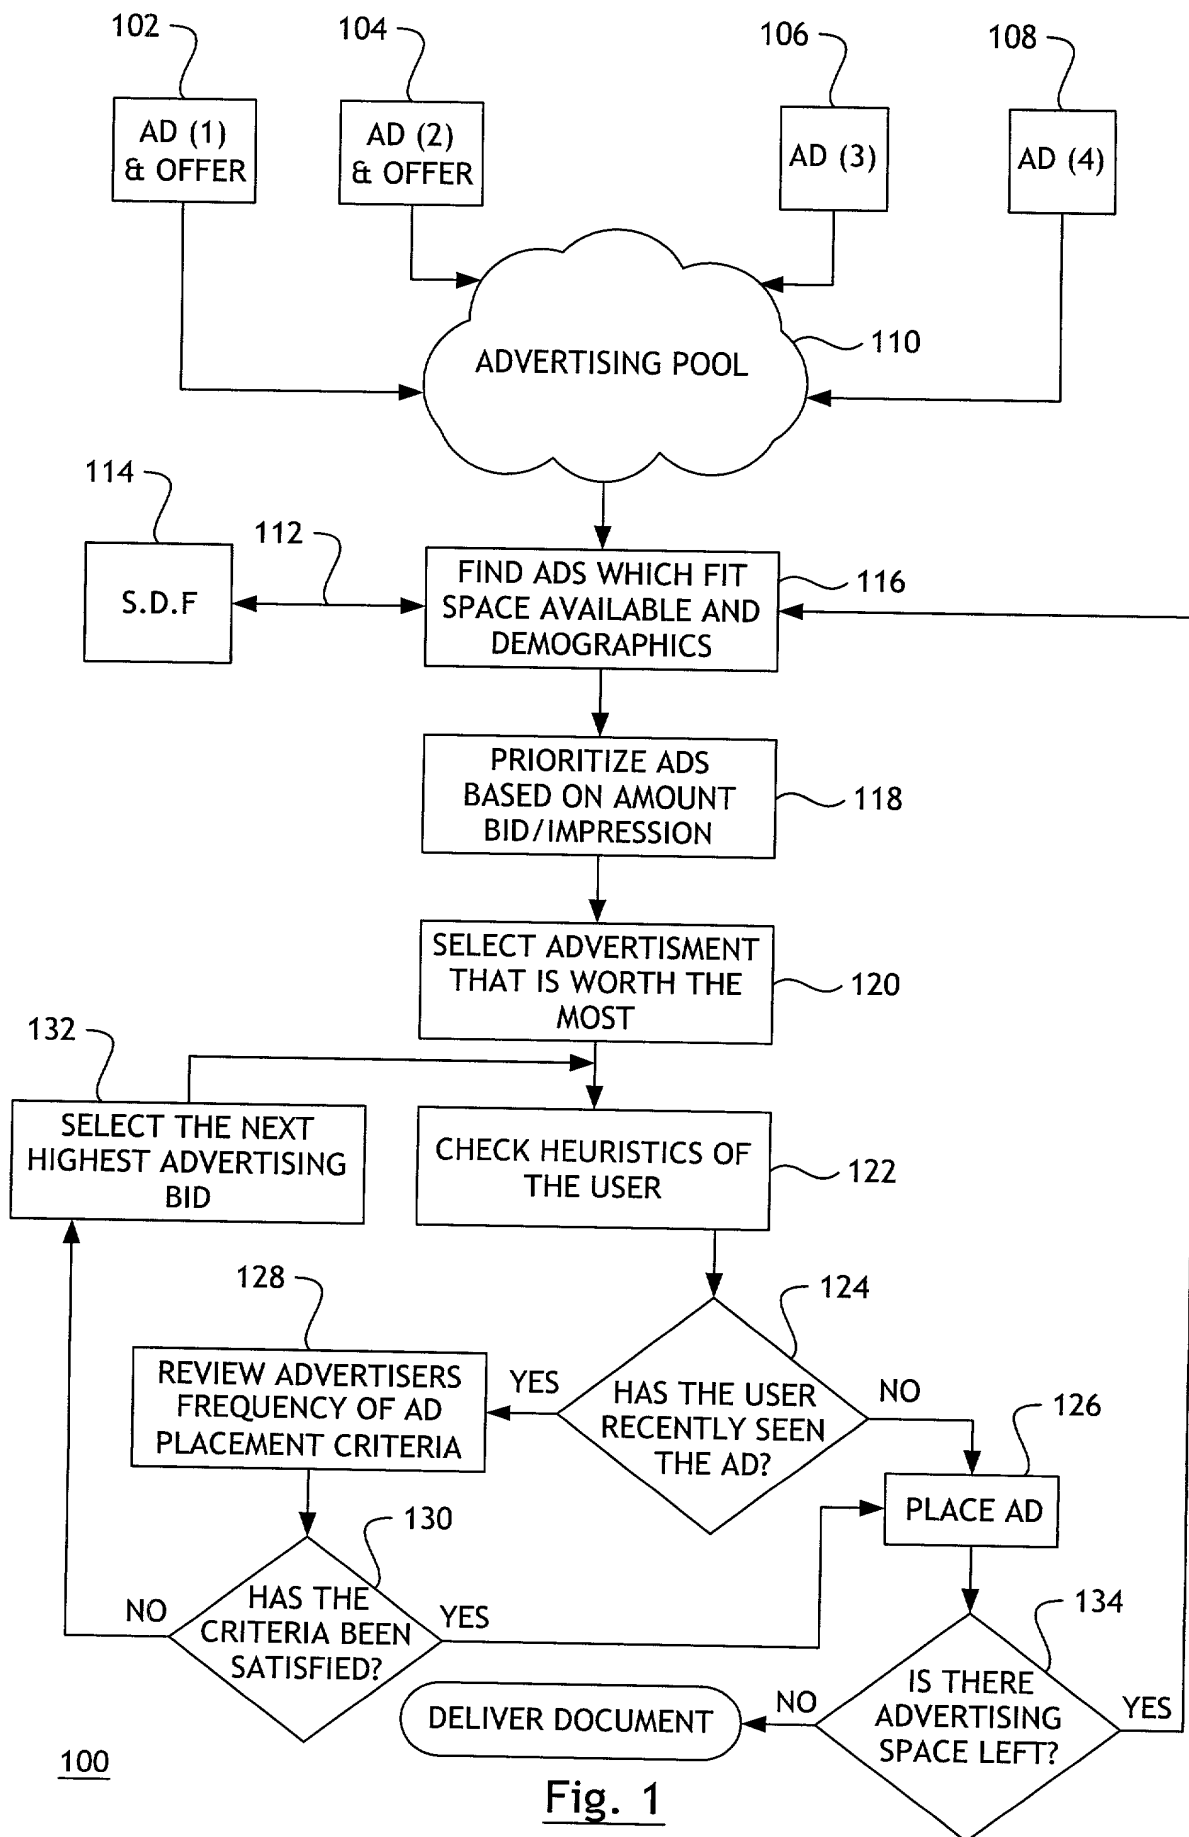 102
104
106
108
AD (1)
& OFFER
AD (2)
& OFFER
AD (3)
AD (4)
ADVERTISING POOL
110
114
112
S.D.F
FIND ADS WHICH FIT
SPACE AVAILABLE AND
DEMOGRAPHICS
116
PRIORITIZE ADS
BASED ON AMOUNT
BID/IMPRESSION
118
SELECT ADVERTISMENT
THAT IS WORTH THE
MOST
120
132
SELECT THE NEXT
HIGHEST ADVERTISING
BID
CHECK HEURISTICS OF
THE USER
122
128
124
REVIEW ADVERTISERS
FREQUENCY OF AD
PLACEMENT CRITERIA
YES
HAS THE USER
RECENTLY SEEN
THE AD?
NO
126
PLACE AD
130
NO
HAS THE
CRITERIA BEEN
SATISFIED?
YES
134
DELIVER DOCUMENT
NO
IS THERE
ADVERTISING
SPACE LEFT?
YES
100
Fig. 1